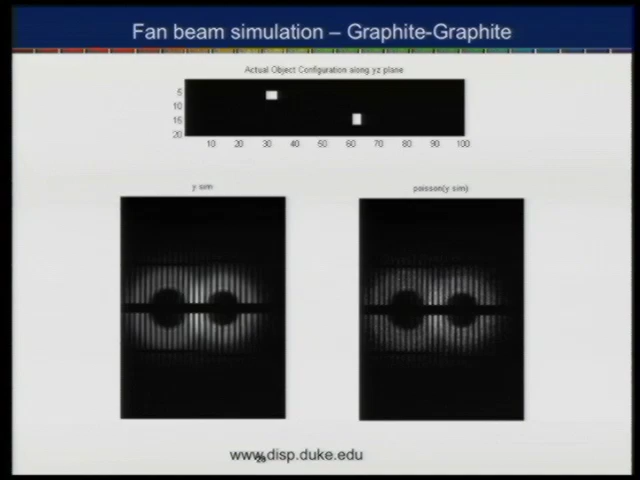 Fan beam simulation – Graphite-Graphite
Actual Object Configuration along yz plane
5
10
15
20
10 20 30 40 50 60 70 80 90 100
y sim
poisson(y sim)
www.disp.duke.edu